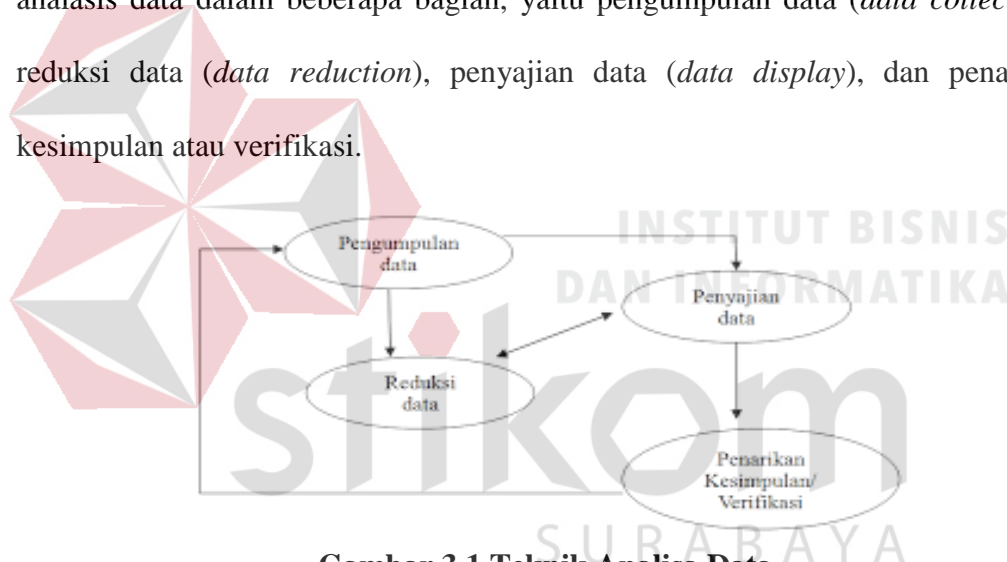 analasis data dalam beberapa bagian, yaitu pengumpulan data (data collec
reduksi data (data reduction), penyajian data (data display), dan pena
kesimpulan atau verifikasi.
INSTITUT BISNIS
DAN INFORMATIKA
Pengumpulan
data
Penyajian
data
Reduksi
data
stikom
Penarikan
Kesimpulan/
Verifikasi
SURABAYA
Gambar 3.1 Teknik Analisa Data